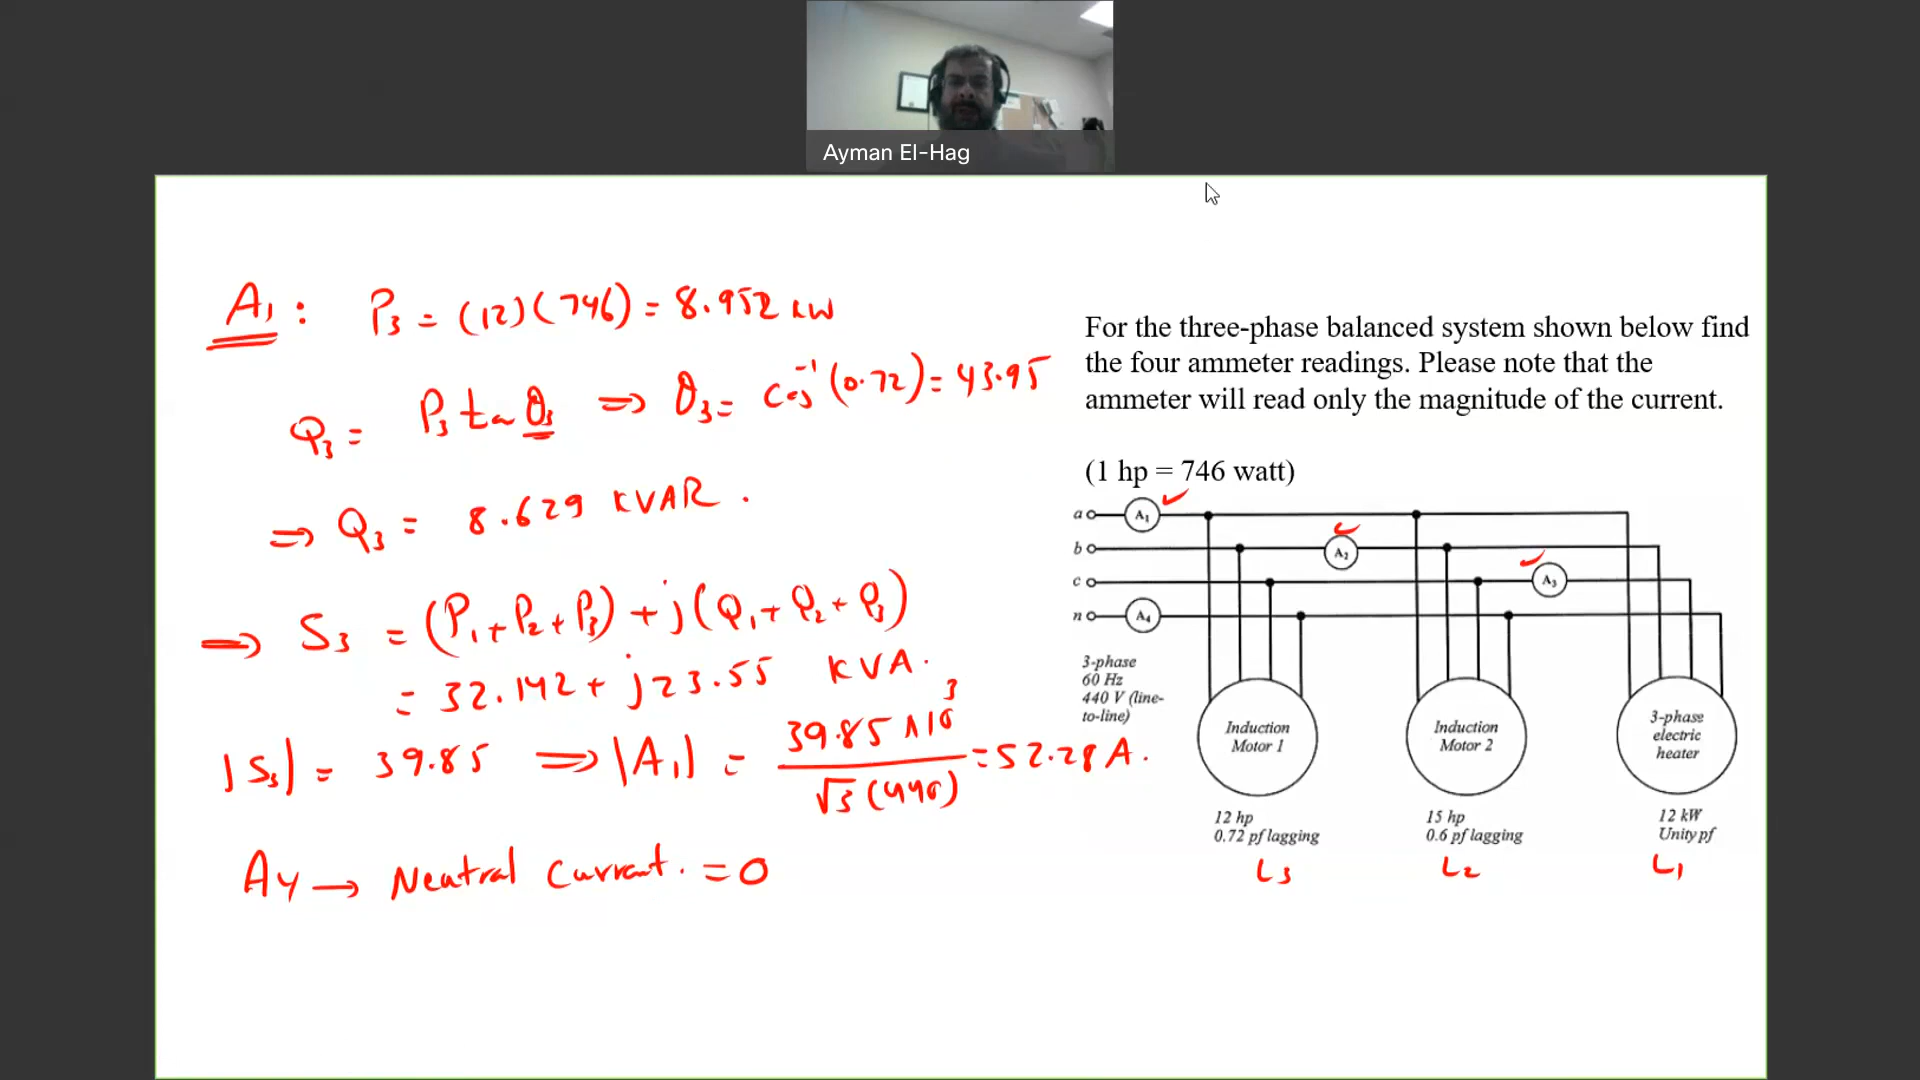 Ayman El-Hag
A1 : P3 = (12)(746) = 8.952 kW
Q3 = P3 tan θ3 ⇒ θ3 = Cos⁻¹(0.72) = 43.95
⇒ Q3 = 8.629 KVAR.
⇒ S3 = (P1 + P2 + P3) + j(Q1 + Q2 + Q3)
= 32.142 + j23.55 KVA.
|S3| = 39.85 ⇒ |A1| = 39.85 x 10³ / √3 (440) = 52.28 A.
A4 → Neutral Current. = 0
For the three-phase balanced system shown below find
the four ammeter readings. Please note that the
ammeter will read only the magnitude of the current.
(1 hp = 746 watt)
a A1
b A2
c A3
n A4
3-phase
60 Hz
440 V (line-
to-line)
Induction
Motor 1
Induction
Motor 2
3-phase
electric
heater
12 hp
0.72 pf lagging
15 hp
0.6 pf lagging
12 kW
Unity pf
L3
L2
L1